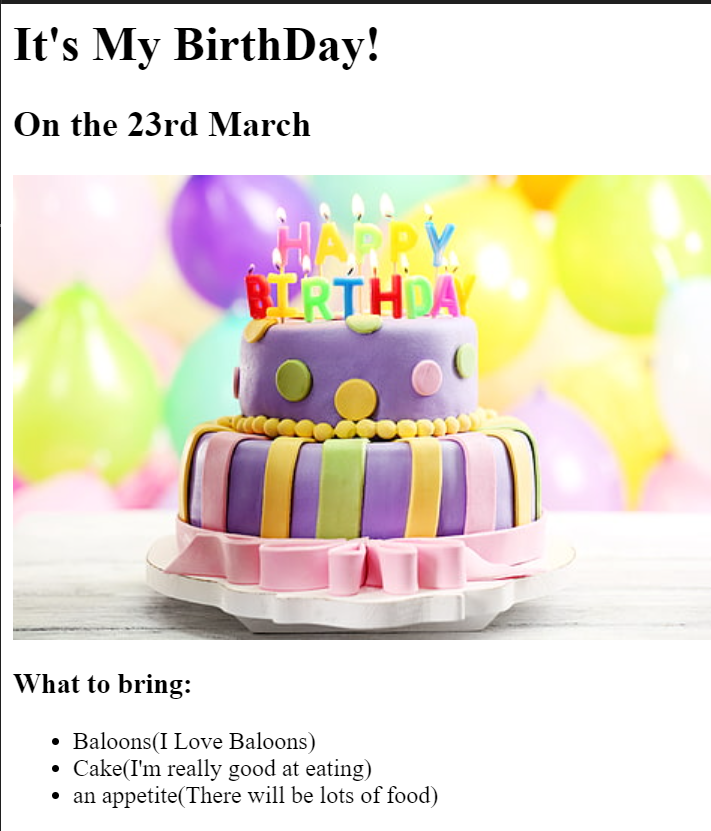 It's My BirthDay!
On the 23rd March
HAPPY
BIRTHDAY
What to bring:
Baloons(I Love Baloons)
Cake(I'm really good at eating)
an appetite(There will be lots of food)